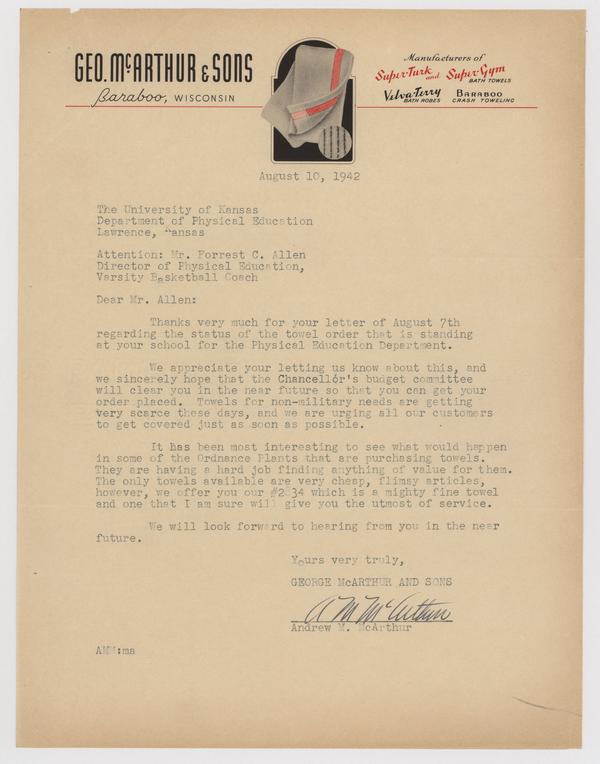 GEO. McARTHUR & SONS
Baraboo, WISCONSIN
Manufacturers of
Super-Turk and Super-Gym
BATH TOWELS
Velva-Terry BARABOO
BATH ROBES CRASH TOWELING
August 10, 1942
The University of Kansas
Department of Physical Education
Lawrence, Kansas
Attention: Mr. Forrest C. Allen
Director of Physical Education,
Varsity Basketball Coach
Dear Mr. Allen:
Thanks very much for your letter of August 7th
regarding the status of the towel order that is standing
at your school for the Physical Education Department.
We appreciate your letting us know about this, and
we sincerely hope that the Chancellor's budget committee
will clear you in the near future so that you can get your
order placed. Towels for non-military needs are getting
very scarce these days, and we are urging all our customers
to get covered just as soon as possible.
It has been most interesting to see what would happen
in some of the Ordnance Plants that are purchasing towels.
They are having a hard job finding anything of value for them.
The only towels available are very cheap, flimsy articles,
however, we offer you our which is a mighty fine towel
and one that I am sure will give you the utmost of service.
We will look forward to hearing from you in the near
future.
Yours very truly,
GEORGE McARTHUR AND SONS
A M McArthur
Andrew M. McArthur
AMM:ma